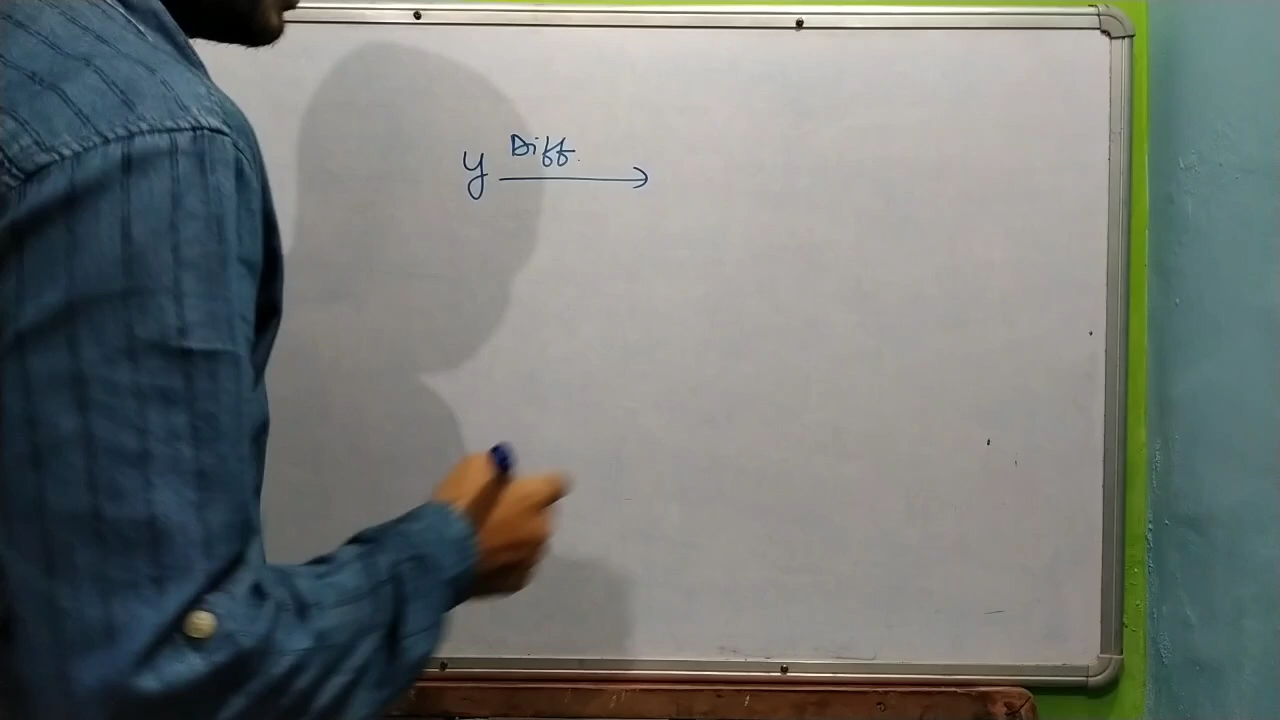 y Diff. →